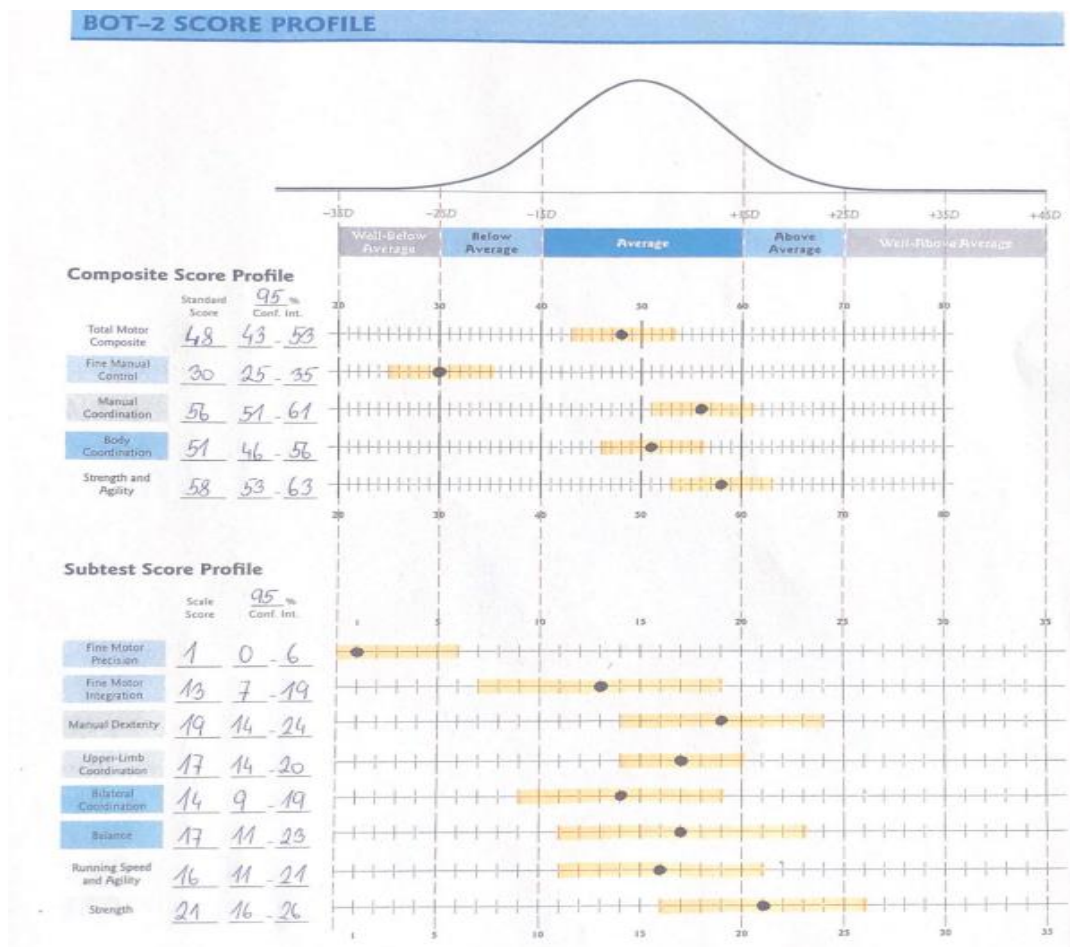 BOT–2 SCORE PROFILE
-3SD -2SD -1SD +1SD +2SD +3SD +4SD
Well-Below Average Below Average Average Above Average Well-Above Average
Composite Score Profile
Standard Score 95 % Conf. Int.
20 30 40 50 60 70 80
Total Motor Composite 48 43 - 53
Fine Manual Control 30 25 - 35
Manual Coordination 56 51 - 61
Body Coordination 51 46 - 56
Strength and Agility 58 53 - 63
20 30 40 50 60 70 80
Subtest Score Profile
Scale Score 95 % Conf. Int.
1 5 10 15 20 25 30 35
Fine Motor Precision 1 0 - 6
Fine Motor Integration 13 7 - 19
Manual Dexterity 19 14 - 24
Upper-Limb Coordination 17 14 - 20
Bilateral Coordination 14 9 - 19
Balance 17 11 - 23
Running Speed and Agility 16 11 - 21
Strength 21 16 - 26
1 5 10 15 20 25 30 35